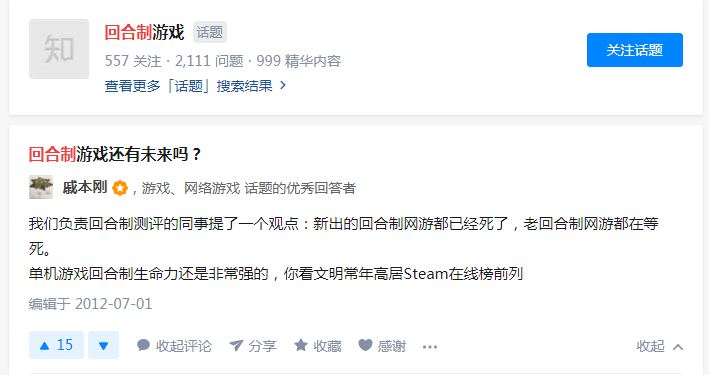 知
回合制游戏 话题
557 关注 · 2,111 问题 · 999 精华内容
查看更多「话题」搜索结果
关注话题
回合制游戏还有未来吗？
戚本刚 ，游戏、网络游戏 话题的优秀回答者
我们负责回合制测评的同事提了一个观点：新出的回合制网游都已经死了，老回合制网游都在等
死。
单机游戏回合制生命力还是非常强的，你看文明常年高居Steam在线榜前列
编辑于 2012-07-01
15 收起评论 分享 收藏 感谢 ··· 收起